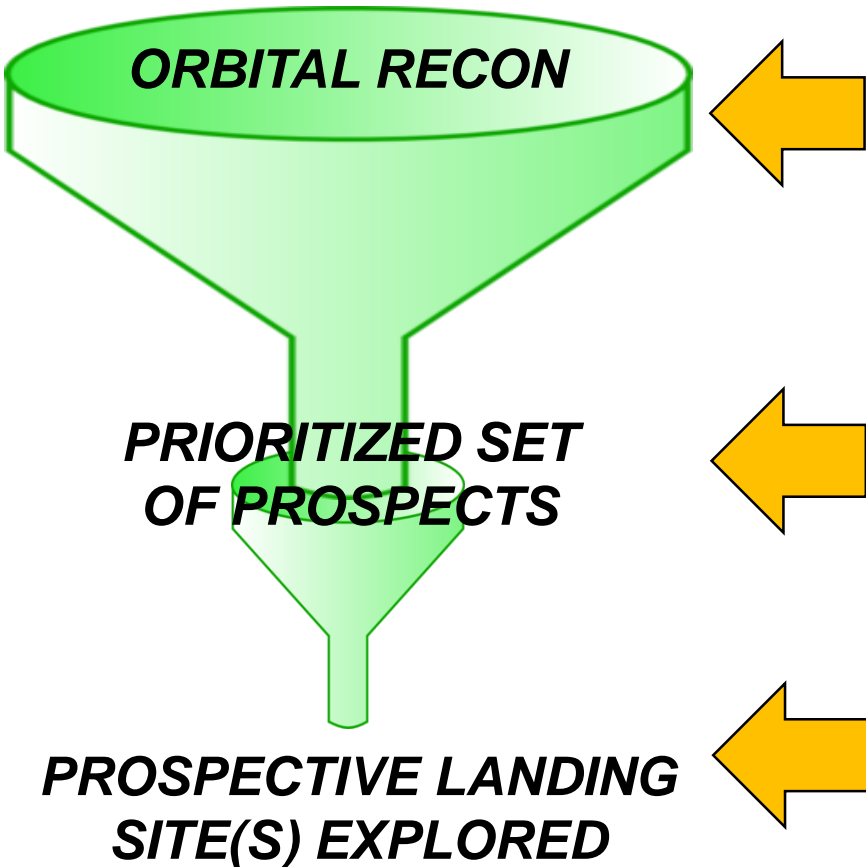 ORBITAL RECON
PRIORITIZED SET
OF PROSPECTS
PROSPECTIVE LANDING
SITE(S) EXPLORED